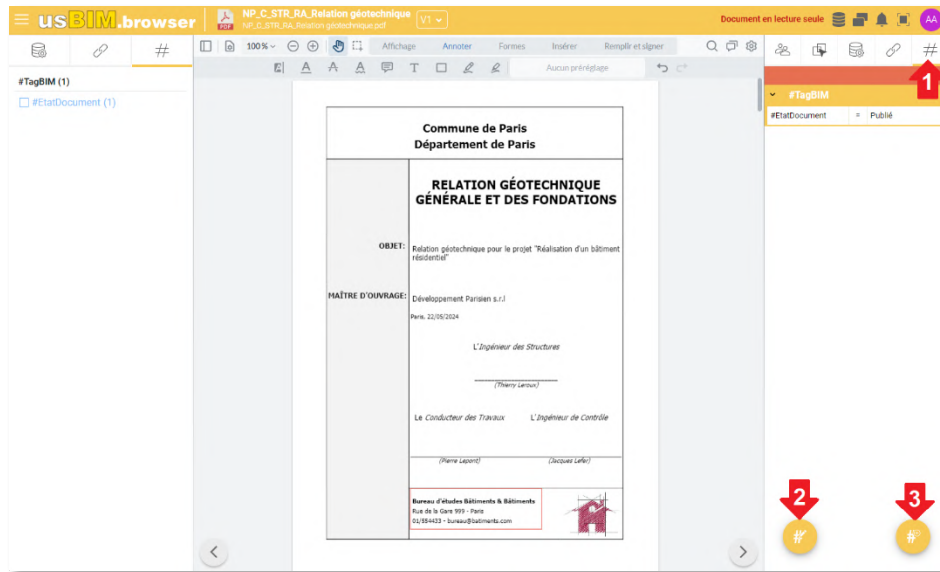 usBIM.browser
PDF
NP_C_STR_RA_Relation géotechnique
NP_C_STR_RA_Relation géotechnique.pdf
V1
Document en lecture seule
AA
100 %
Affichage
Annoter
Formes
Insérer
Remplir et signer
Aucun préréglage
#TagBIM (1)
#EtatDocument (1)
#TagBIM
#EtatDocument = Publié
1
Commune de Paris
Département de Paris
RELATION GÉOTECHNIQUE
GÉNÉRALE ET DES FONDATIONS
OBJET:
Relation géotechnique pour le projet "Réalisation d'un bâtiment
résidentiel"
MAÎTRE D'OUVRAGE:
Développement Parisien s.r.l
Paris, 22/05/2024
L'Ingénieur des Structures
(Thierry Leroux)
Le Conducteur des Travaux
L'Ingénieur de Contrôle
(Pierre Lepont)
(Jacques Lefer)
Bureau d'études Bâtiments & Bâtiments
Rue de la Gare 999 - Paris
01/554433 - bureau@batiments.com
2
3